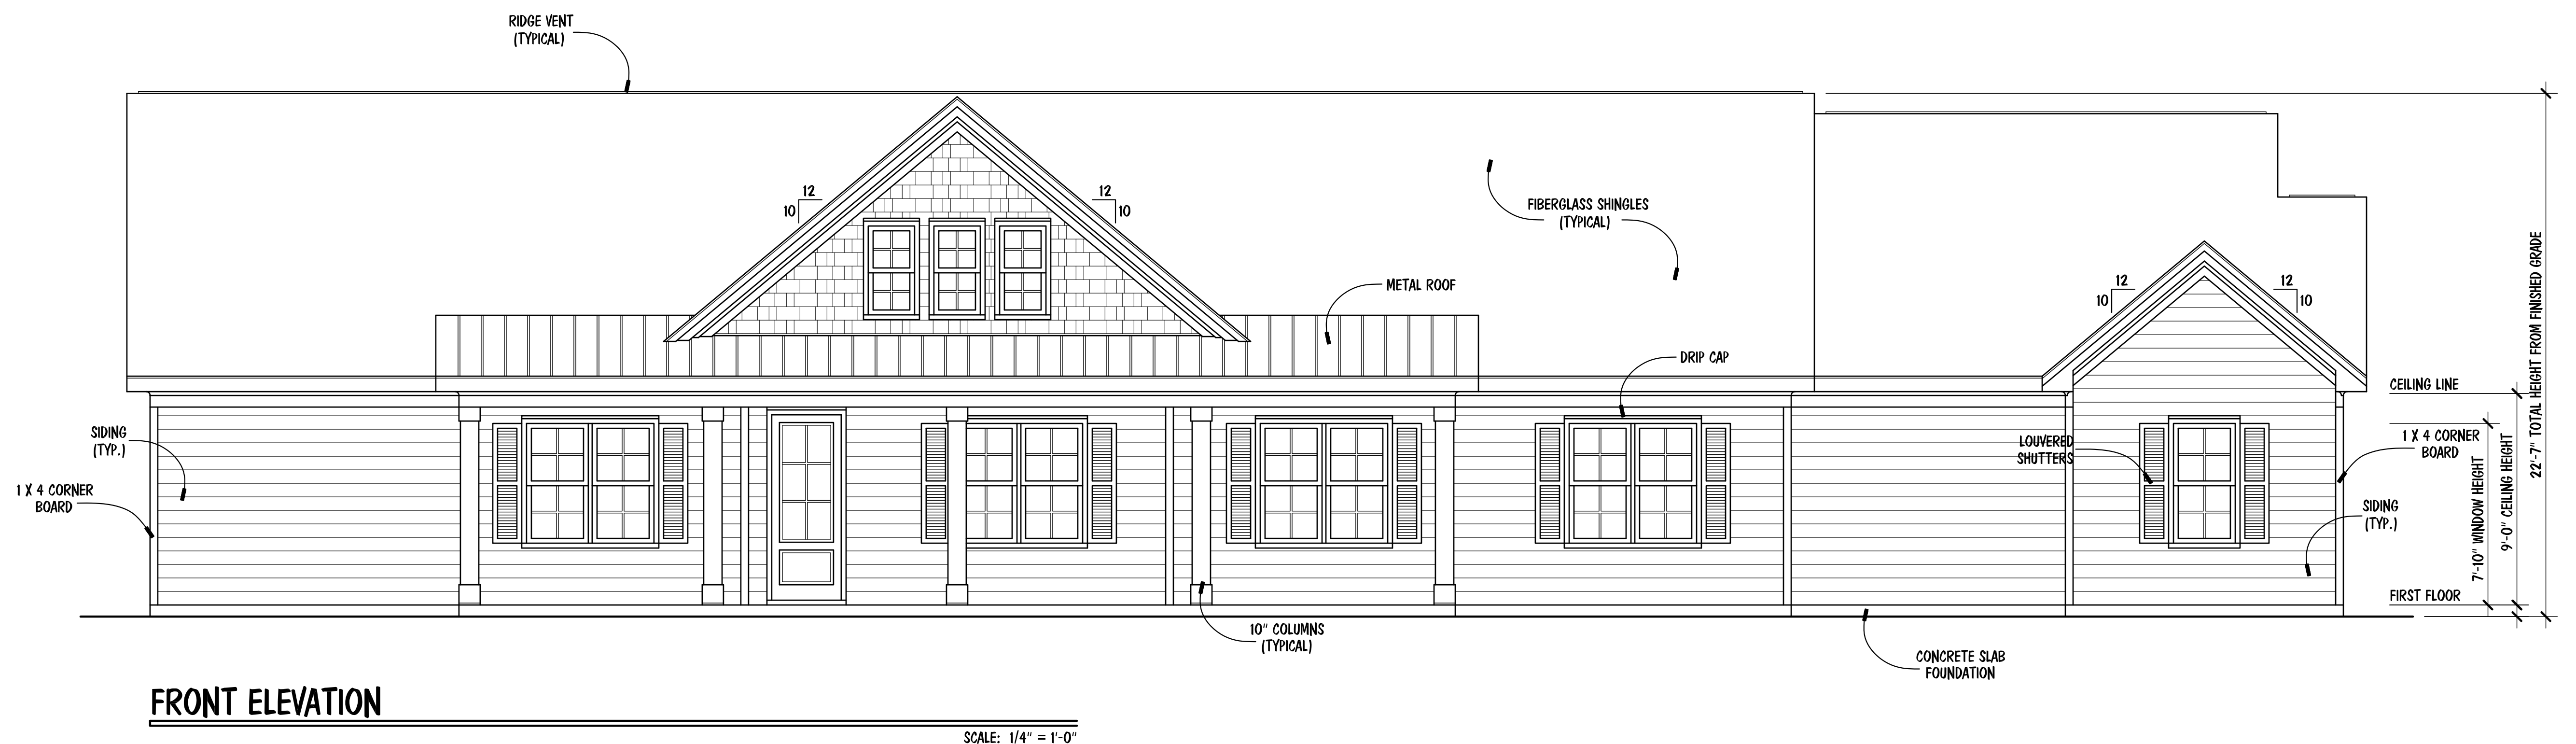 RIDGE VENT
(TYPICAL)
12
10
12
10
FIBERGLASS SHINGLES
(TYPICAL)
METAL ROOF
12
10
12
10
DRIP CAP
CEILING LINE
SIDING
(TYP.)
1 X 4 CORNER
BOARD
LOUVERED
SHUTTERS
1 X 4 CORNER
BOARD
SIDING
(TYP.)
7'-10" WINDOW HEIGHT
9'-0" CEILING HEIGHT
22'-7" TOTAL HEIGHT FROM FINISHED GRADE
FIRST FLOOR
10" COLUMNS
(TYPICAL)
CONCRETE SLAB
FOUNDATION
FRONT ELEVATION
SCALE: 1/4" = 1'-0"